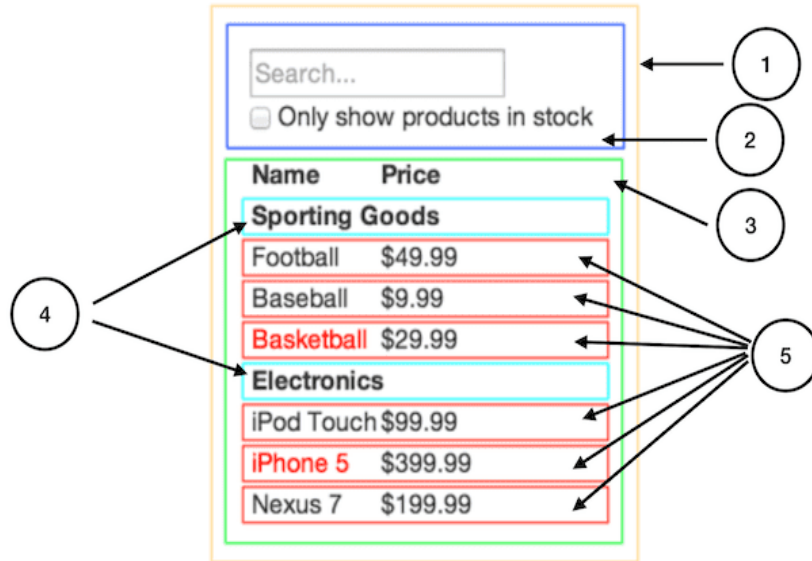 Search...
1
Only show products in stock
2
Name Price
3
Sporting Goods
Football $49.99
Baseball $9.99
4
Basketball $29.99
5
Electronics
iPod Touch $99.99
iPhone 5 $399.99
Nexus 7 $199.99